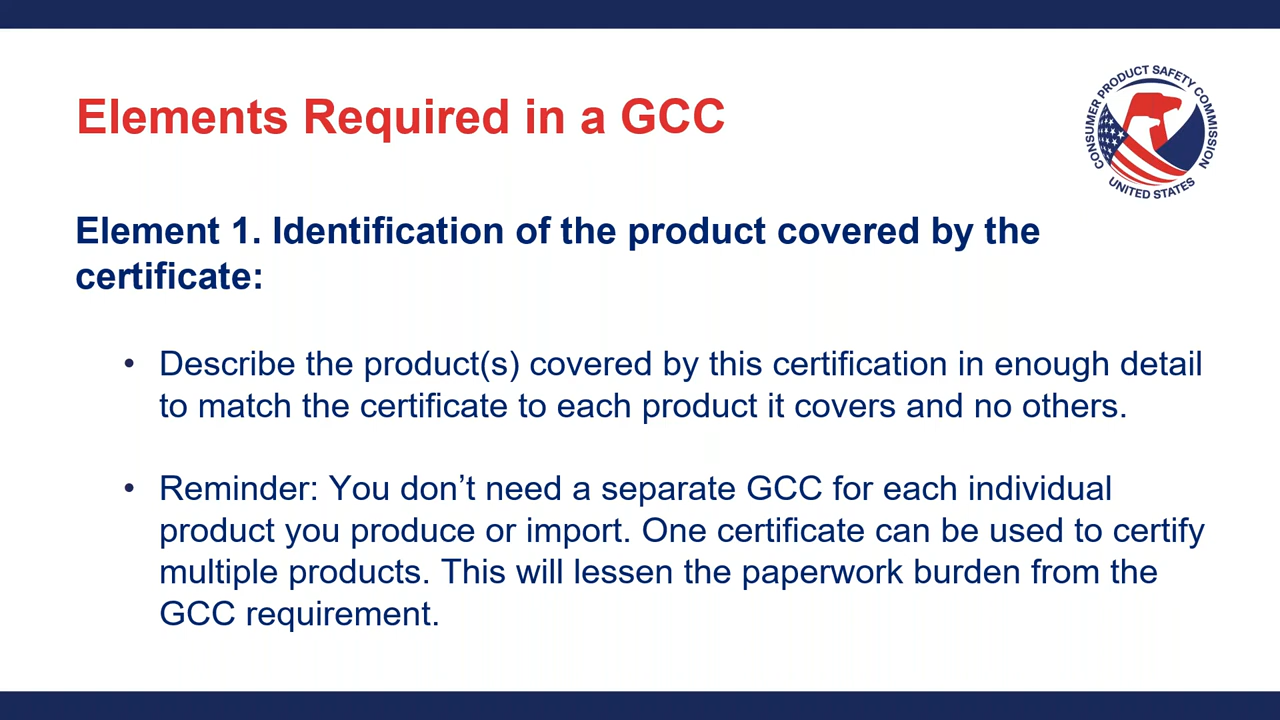 Elements Required in a GCC
CONSUMER PRODUCT SAFETY COMMISSION
UNITED STATES
Element 1. Identification of the product covered by the
certificate:
• Describe the product(s) covered by this certification in enough detail
to match the certificate to each product it covers and no others.
• Reminder: You don’t need a separate GCC for each individual
product you produce or import. One certificate can be used to certify
multiple products. This will lessen the paperwork burden from the
GCC requirement.